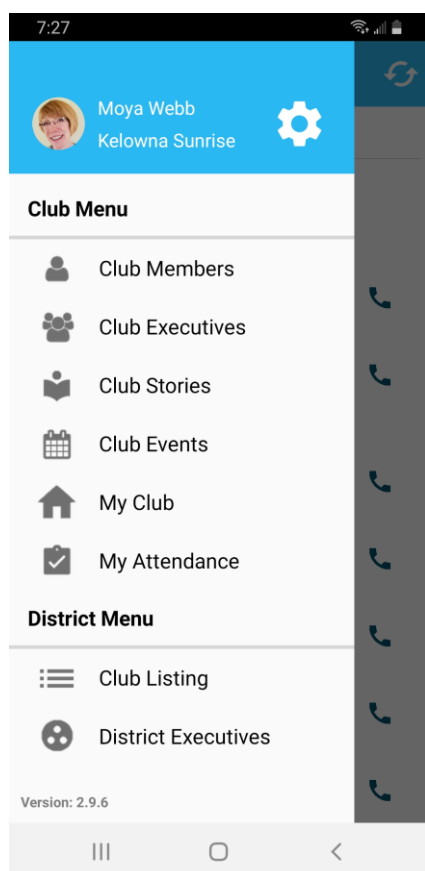 7:27
Moya Webb
Kelowna Sunrise
Club Menu
Club Members
Club Executives
Club Stories
Club Events
My Club
My Attendance
District Menu
Club Listing
District Executives
Version: 2.9.6